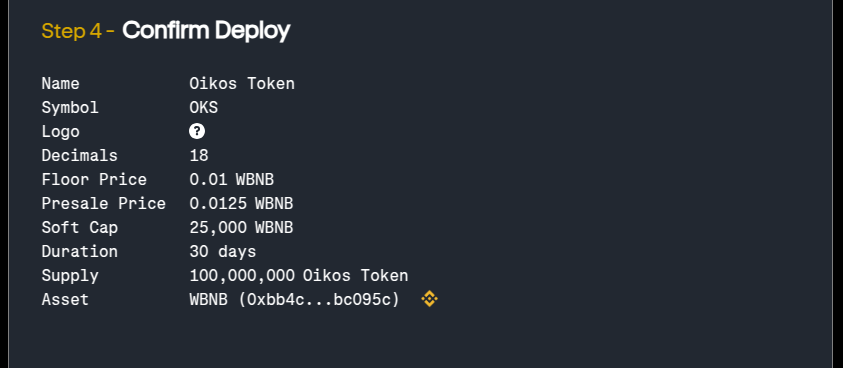 Step 4 - Confirm Deploy
Name Oikos Token
Symbol OKS
Logo ?
Decimals 18
Floor Price 0.01 WBNB
Presale Price 0.0125 WBNB
Soft Cap 25,000 WBNB
Duration 30 days
Supply 100,000,000 Oikos Token
Asset WBNB (0xbb4c...bc095c)